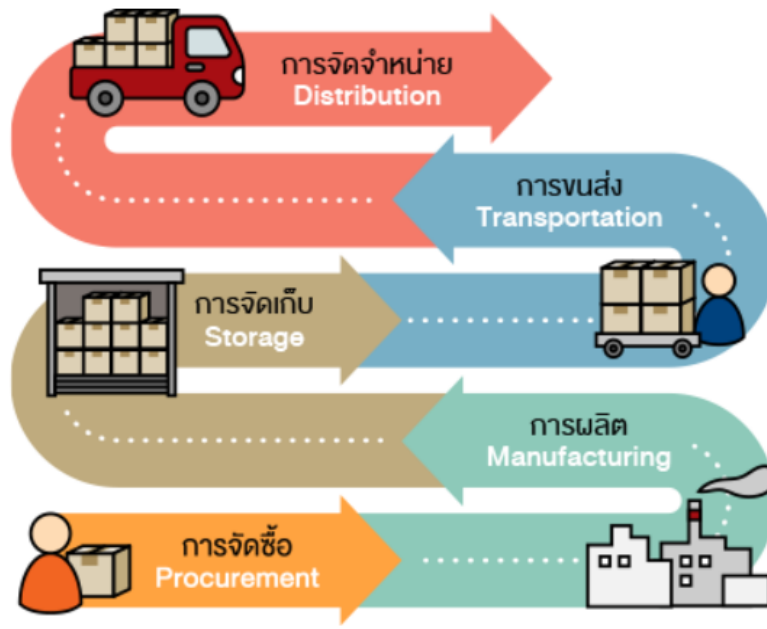 การจัดจำหน่าย
Distribution
การขนส่ง
Transportation
การจัดเก็บ
Storage
การผลิต
Manufacturing
การจัดซื้อ
Procurement